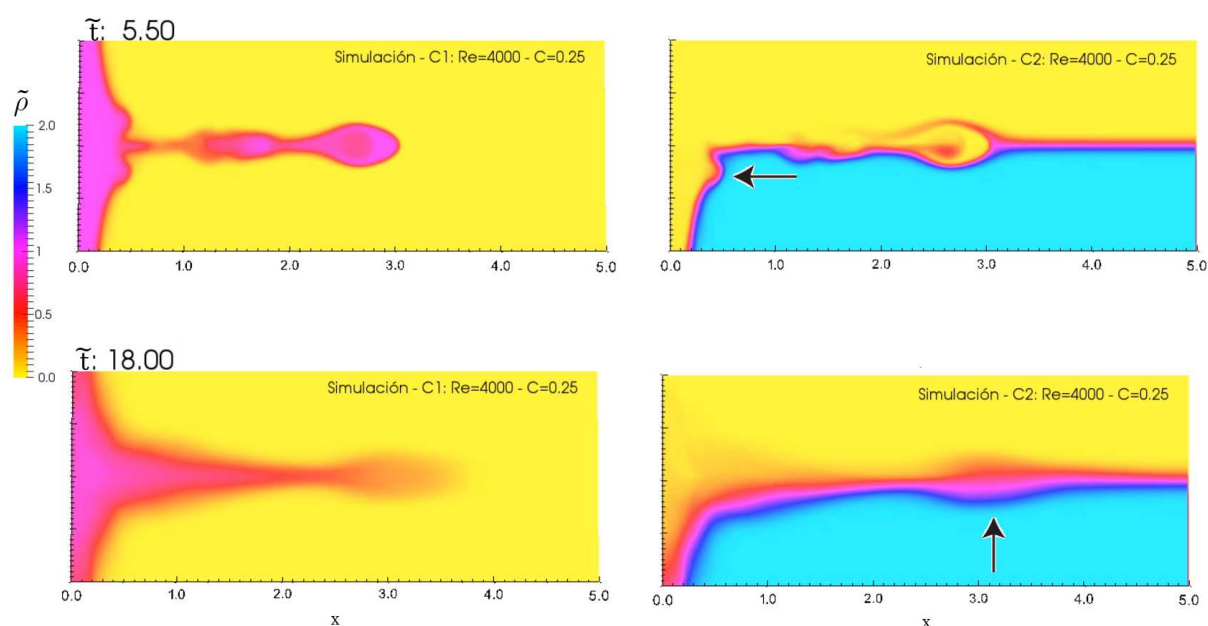 t̃: 5.50
Simulación - C1: Re=4000 - C=0.25
Simulación - C2: Re=4000 - C=0.25
ρ̃
2.0
1.5
1
0.5
0.0
0.0 1.0 2.0 3.0 4.0 5.0
0.0 1.0 2.0 3.0 4.0 5.0
t̃: 18.00
Simulación - C1: Re=4000 - C=0.25
Simulación - C2: Re=4000 - C=0.25
0.0 1.0 2.0 3.0 4.0 5.0
x
0.0 1.0 2.0 3.0 4.0 5.0
x